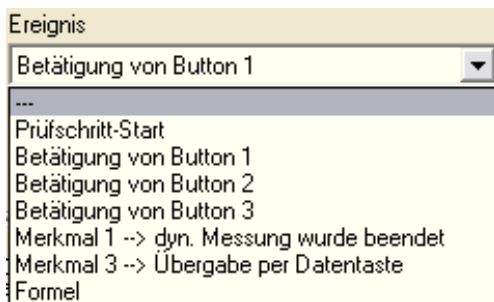 Ereignis
Betätigung von Button 1
---
Prüfschritt-Start
Betätigung von Button 1
Betätigung von Button 2
Betätigung von Button 3
Merkmal 1 --> dyn. Messung wurde beendet
Merkmal 3 --> Übergabe per Datentaste
Formel